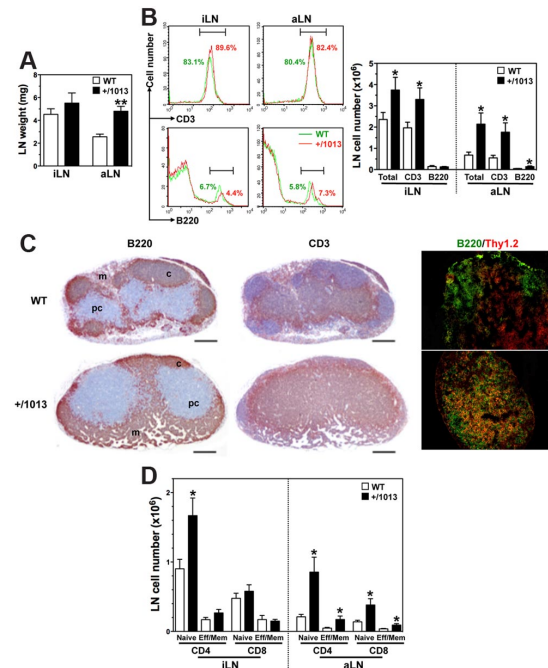 A
LN weight (mg)
8
6
4
2
0
WT
+/1013
**
iLN
aLN
B
iLN
aLN
Cell number
83.1%
89.6%
80.4%
82.4%
CD3
WT
+/1013
6.7%
4.4%
5.8%
7.3%
B220
LN cell number (x10⁶)
5
4
3
2
1
0
WT
+/1013
* * * * *
Total CD3 B220 Total CD3 B220
iLN aLN
C
B220
CD3
B220/Thy1.2
WT
m
c
pc
+/1013
c
pc
m
D
LN cell number (x10⁶)
2
1
0
WT
+/1013
* * * * *
Naive Eff/Mem Naive Eff/Mem Naive Eff/Mem Naive Eff/Mem
CD4 CD8 CD4 CD8
iLN aLN